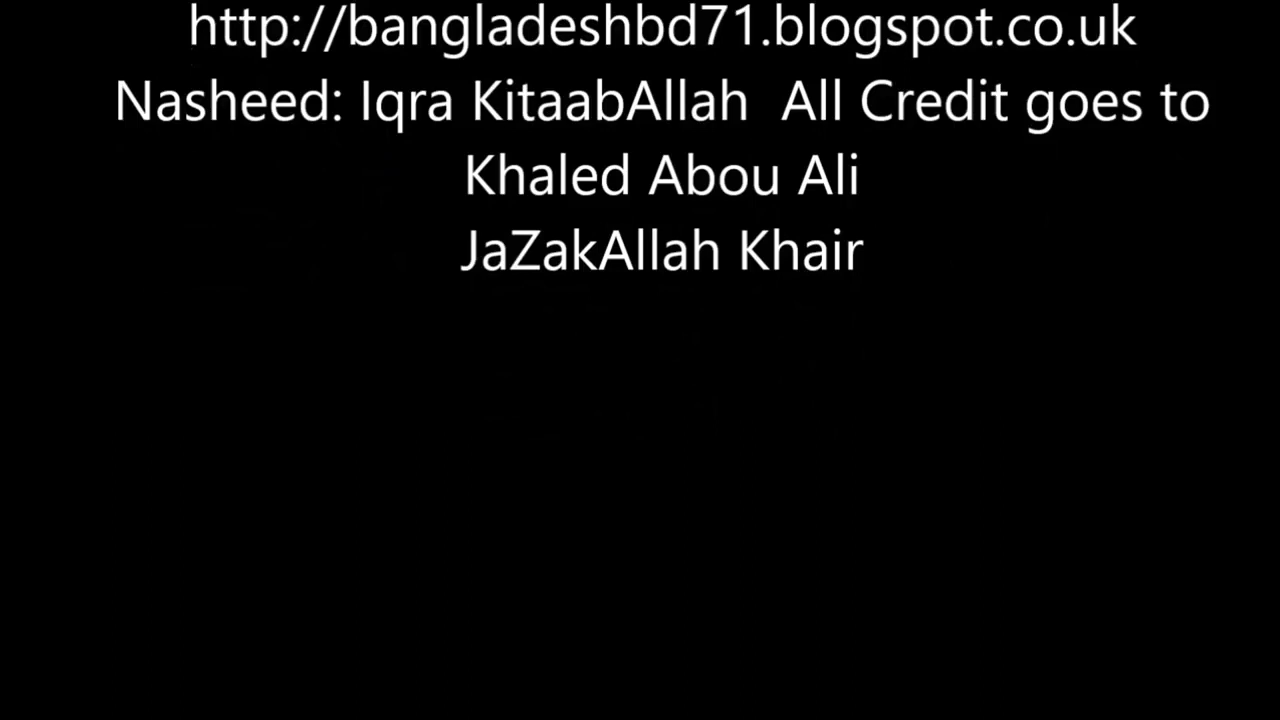 http://bangladeshbd71.blogspot.co.uk
Nasheed: Iqra KitaabAllah  All Credit goes to
Khaled Abou Ali
JaZakAllah Khair